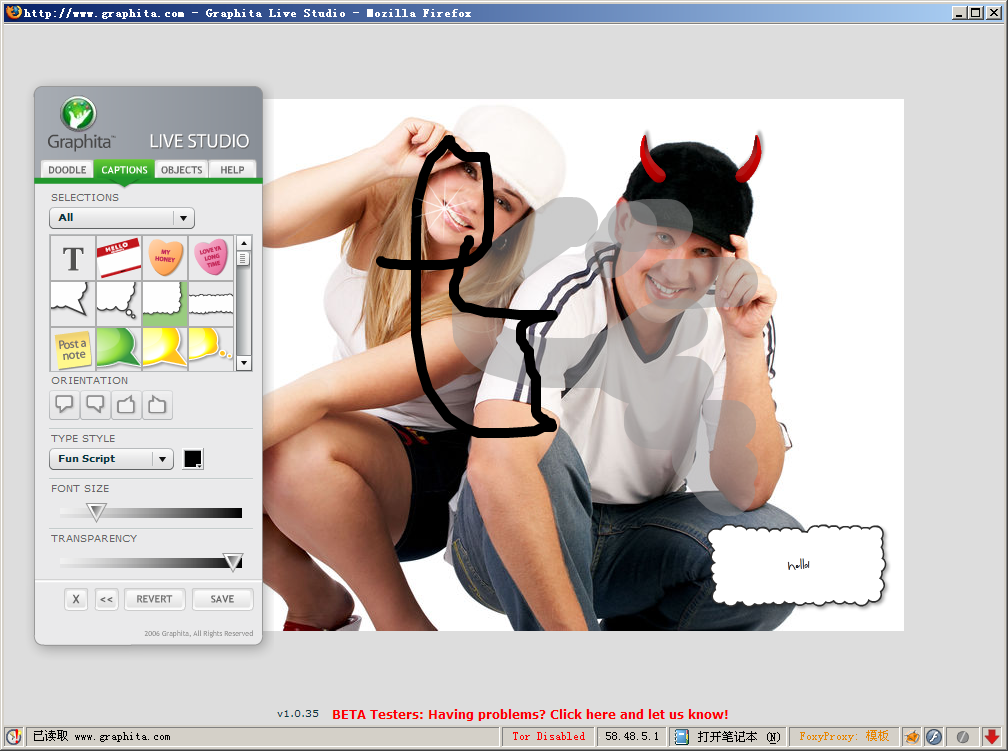 http://www.graphita.com - Graphita Live Studio - Mozilla Firefox
Graphita™
LIVE STUDIO
DOODLE CAPTIONS OBJECTS HELP
SELECTIONS
All
T
HELLO
MY HONEY
LOVE YA LONG TIME
Post a note
ORIENTATION
TYPE STYLE
Fun Script
FONT SIZE
TRANSPARENCY
X << REVERT SAVE
2006 Graphita, All Rights Reserved
hello!
v1.0.35 BETA Testers: Having problems? Click here and let us know!
已读取 www.graphita.com Tor Disabled 58.48.5.1 打开笔记本 (N) FoxyProxy: 模板